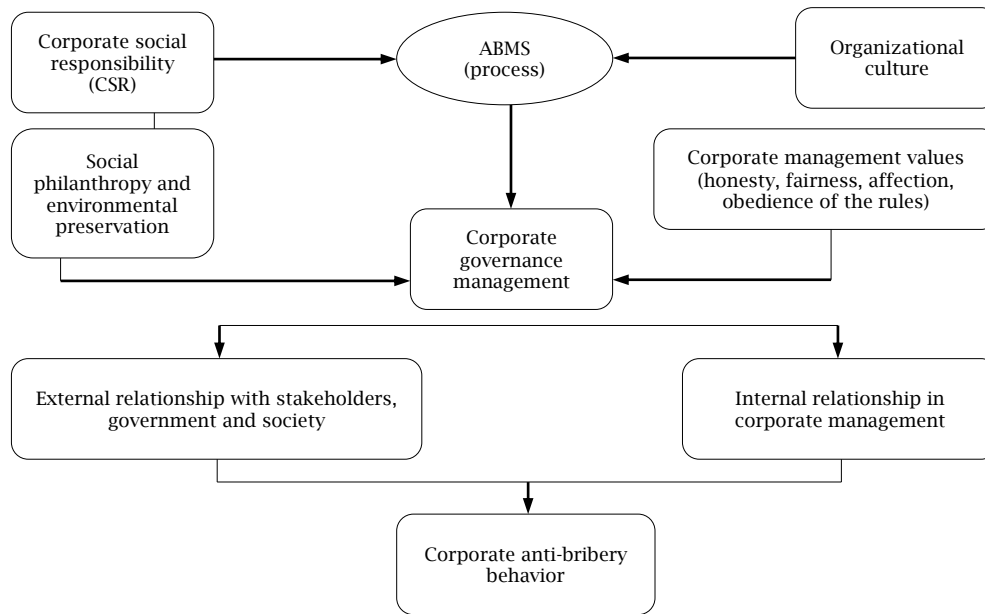 Corporate social
responsibility
(CSR)
ABMS
(process)
Organizational
culture
Social
philanthropy and
environmental
preservation
Corporate management values
(honesty, fairness, affection,
obedience of the rules)
Corporate
governance
management
External relationship with stakeholders,
government and society
Internal relationship in
corporate management
Corporate anti-bribery
behavior